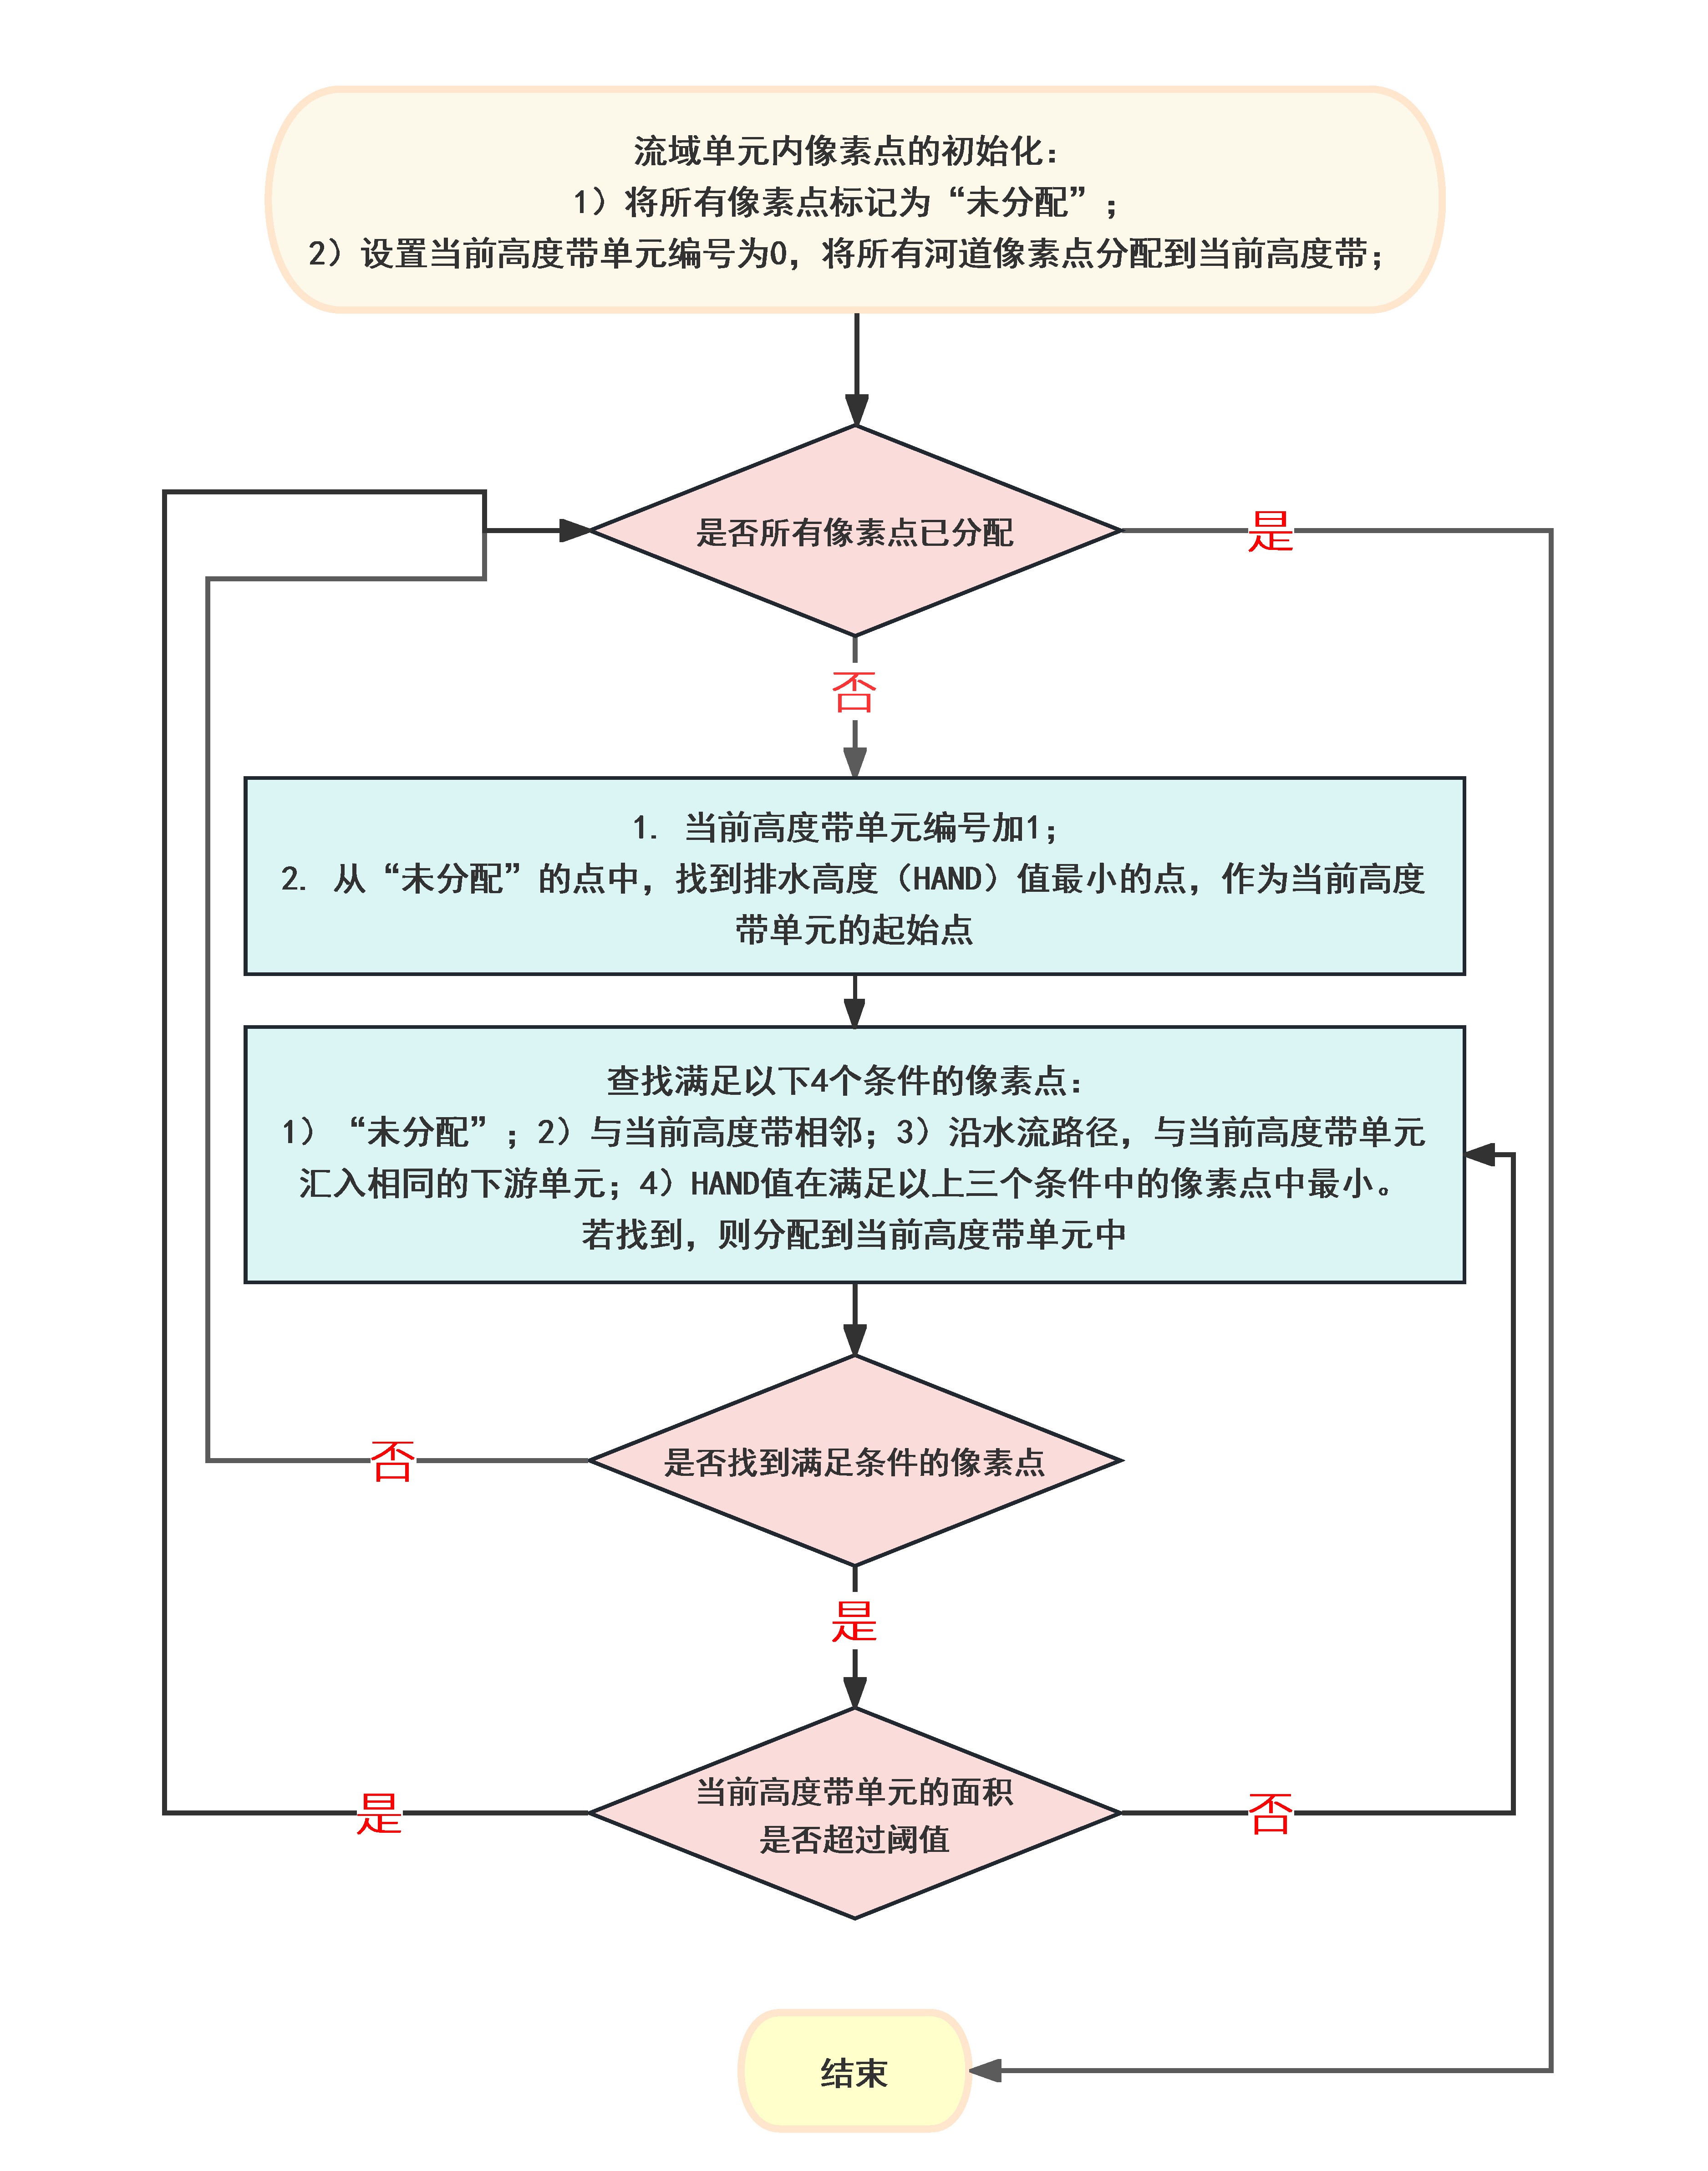 流域单元内像素点的初始化：
1）将所有像素点标记为“未分配”；
2）设置当前高度带单元编号为0，将所有河道像素点分配到当前高度带；
是否所有像素点已分配
是
否
1. 当前高度带单元编号加1；
2. 从“未分配”的点中，找到排水高度（HAND）值最小的点，作为当前高度
带单元的起始点
查找满足以下4个条件的像素点：
1）“未分配”；2）与当前高度带相邻；3）沿水流路径，与当前高度带单元
汇入相同的下游单元；4）HAND值在满足以上三个条件中的像素点中最小。
若找到，则分配到当前高度带单元中
否
是否找到满足条件的像素点
是
是
当前高度带单元的面积
是否超过阈值
否
结束